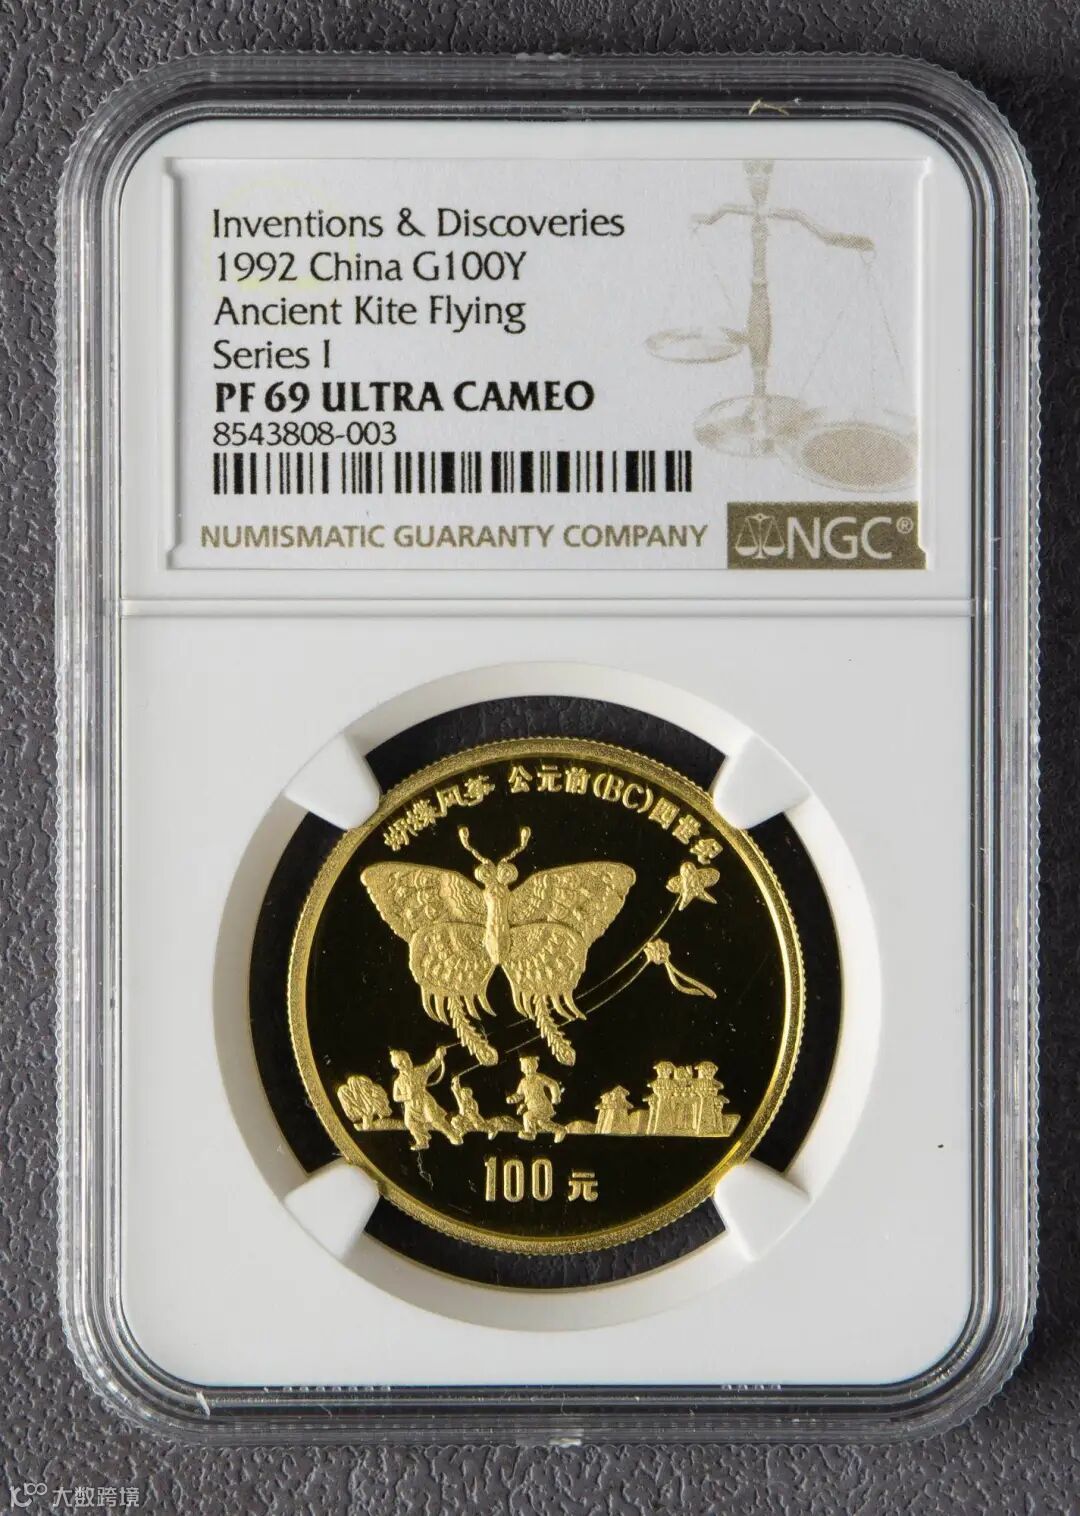 Inventions & Discoveries
1992 China G100Y
Ancient Kite Flying
Series I
PF 69 ULTRA CAMEO
8543808-003
NUMISMATIC GUARANTY COMPANY
NGC®
蝴蝶风筝 公元前(BC)四世纪
100元
大数跨境